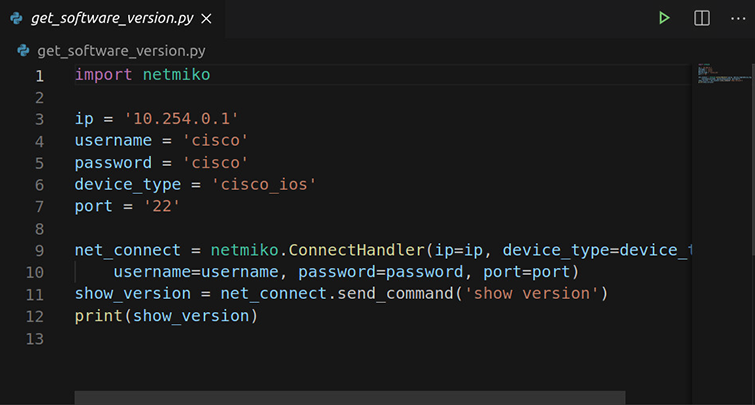 get_software_version.py
get_software_version.py
1 import netmiko
2
3 ip = '10.254.0.1'
4 username = 'cisco'
5 password = 'cisco'
6 device_type = 'cisco_ios'
7 port = '22'
8
9 net_connect = netmiko.ConnectHandler(ip=ip, device_type=device_t
10     username=username, password=password, port=port)
11 show_version = net_connect.send_command('show version')
12 print(show_version)
13